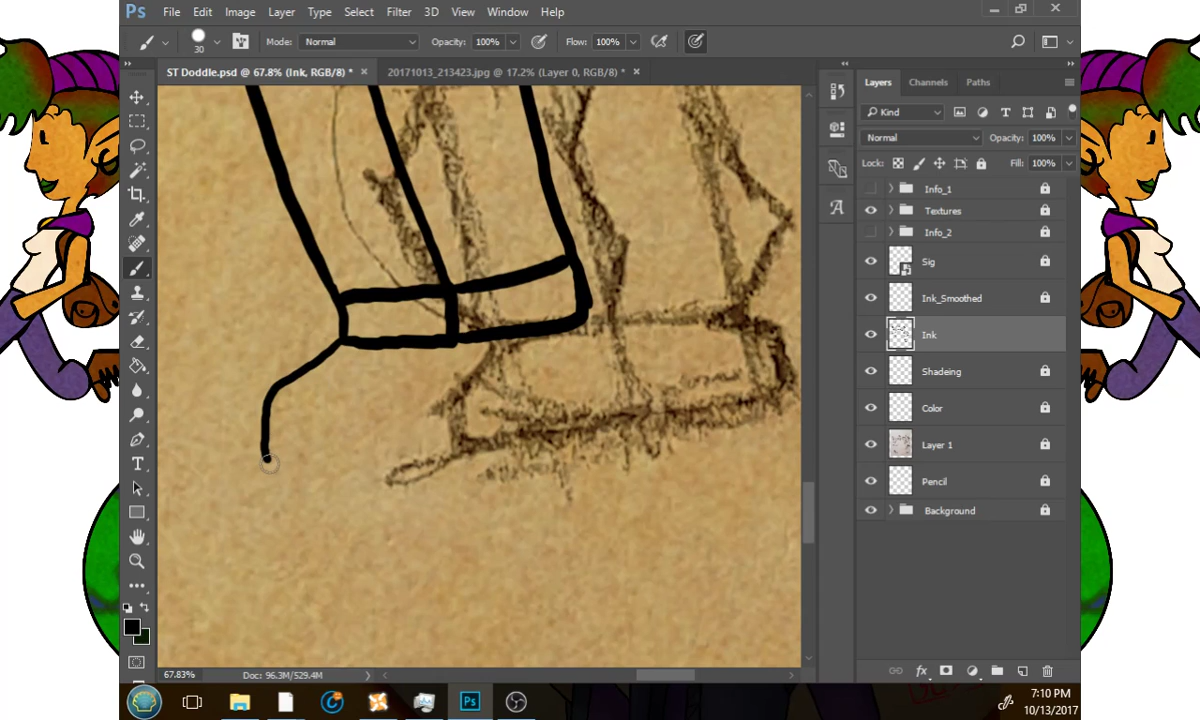 Ps File Edit Image Layer Type Select Filter 3D View Window Help
30 Mode: Normal Opacity: 100% Flow: 100%
ST Doddle.psd @ 67.8% (Ink, RGB/8) * × 20171013_213423.jpg @ 17.2% (Layer 0, RGB/8) * ×
Layers Channels Paths
Kind
Normal Opacity: 100%
Lock: Fill: 100%
Info_1
Textures
Info_2
Sig
Ink_Smoothed
Ink
Shadeing
Color
Layer 1
Pencil
Background
67.83% Doc: 96.3M/529.4M
fx
Ps
7:10 PM
10/13/2017